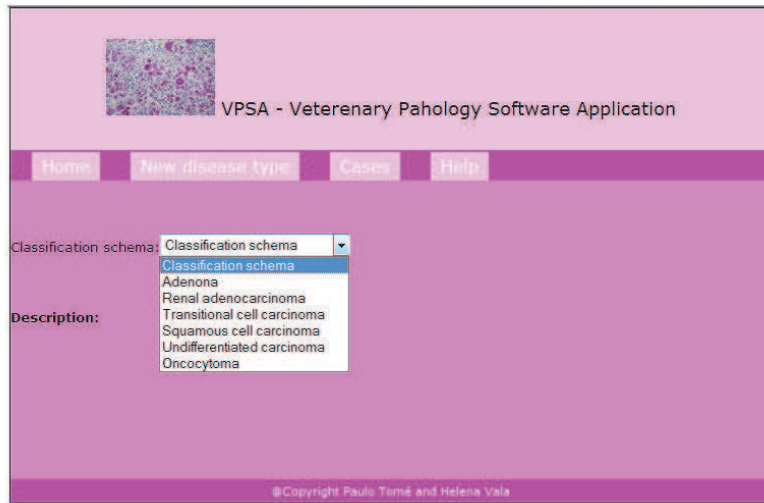 VPSA - Veterenary Pahology Software Application
Home New disease type Cases Help
Classification schema: Classification schema
Classification schema
Adenona
Renal adenocarcinoma
Transitional cell carcinoma
Squamous cell carcinoma
Undifferentiated carcinoma
Oncocytoma
Description:
@Copyright Paulo Tomé and Helena Vala